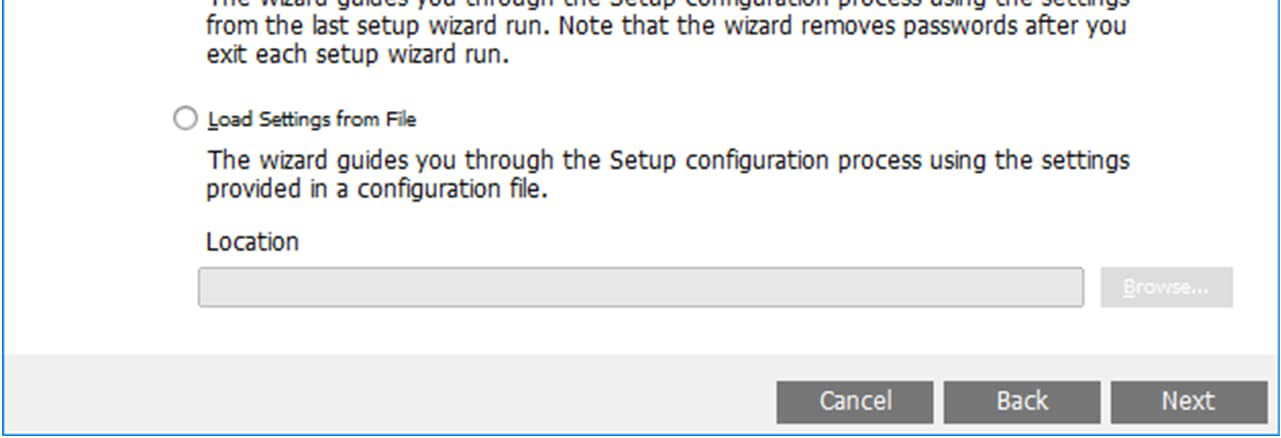 The wizard guides you through the Setup configuration process using the settings
from the last setup wizard run. Note that the wizard removes passwords after you
exit each setup wizard run.
Load Settings from File
The wizard guides you through the Setup configuration process using the settings
provided in a configuration file.
Location
Browse...
Cancel Back Next